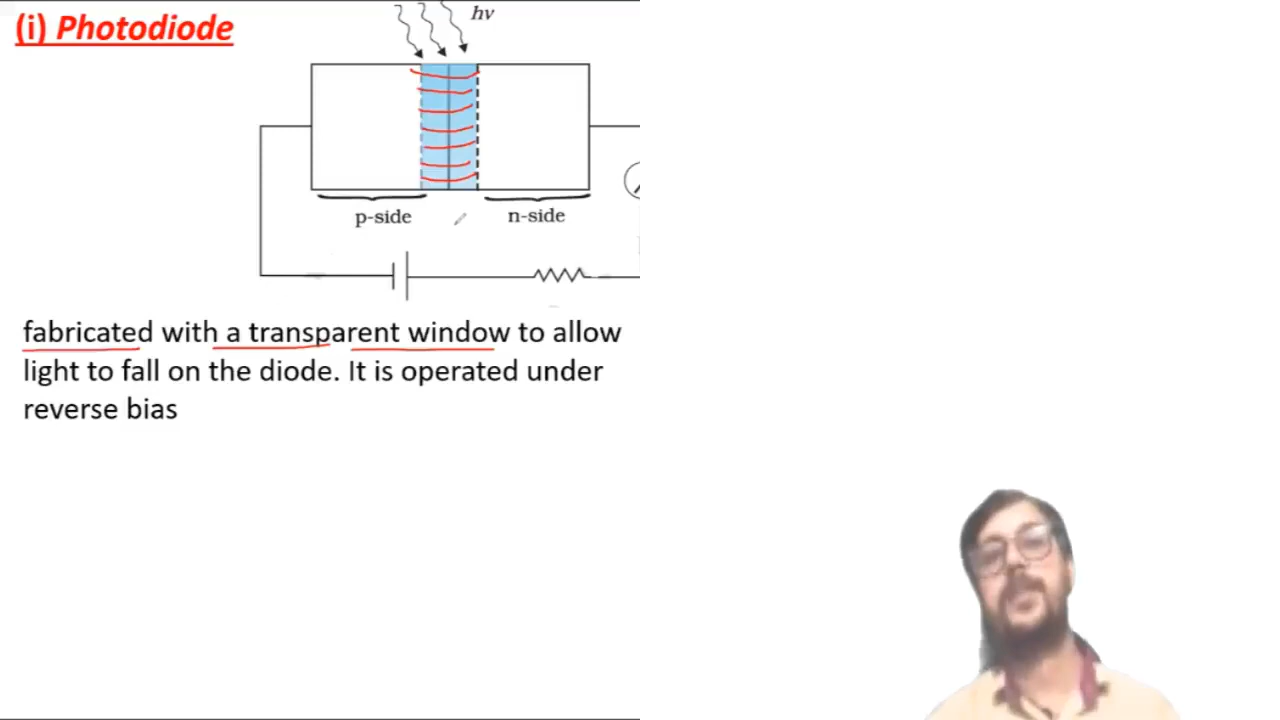 (i) Photodiode
hν
p-side
n-side
fabricated with a transparent window to allow
light to fall on the diode. It is operated under
reverse bias